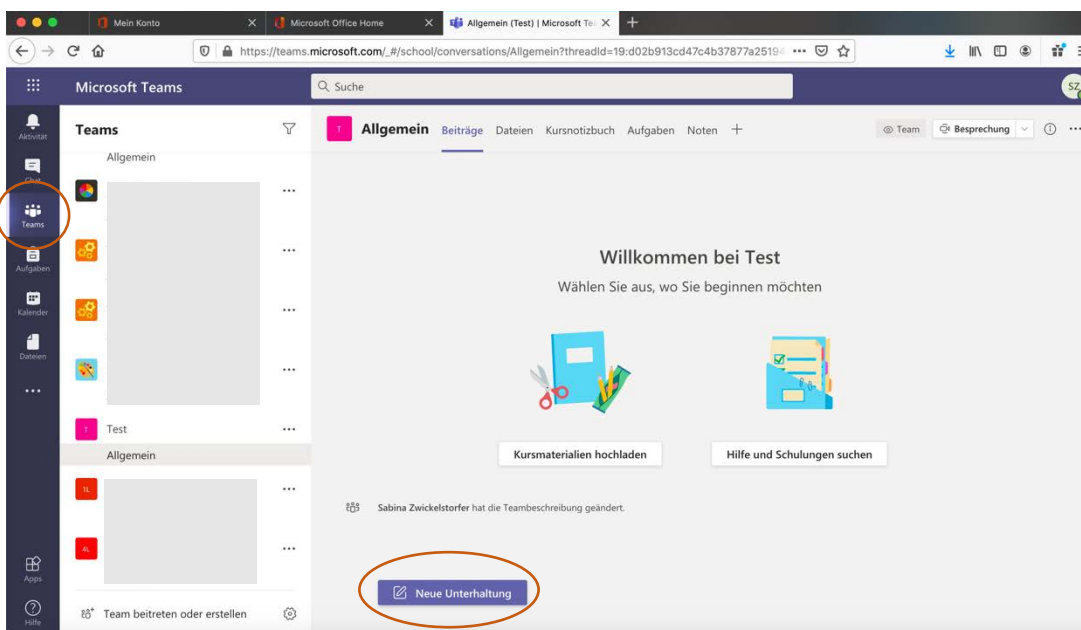 Mein Konto
Microsoft Office Home
Allgemein (Test) | Microsoft Te
https://teams.microsoft.com/_#/school/conversations/Allgemein?threadId=19:d02b913cd47c4b37877a25194
Microsoft Teams
Suche
SZ
Aktivität
Chat
Teams
Aufgaben
Kalender
Dateien
Apps
Hilfe
Teams
Allgemein
T Test
Allgemein
1L
4L
Team beitreten oder erstellen
T Allgemein Beiträge Dateien Kursnotizbuch Aufgaben Noten
Team Besprechung
Willkommen bei Test
Wählen Sie aus, wo Sie beginnen möchten
Kursmaterialien hochladen
Hilfe und Schulungen suchen
Sabina Zwickelstorfer hat die Teambeschreibung geändert.
Neue Unterhaltung